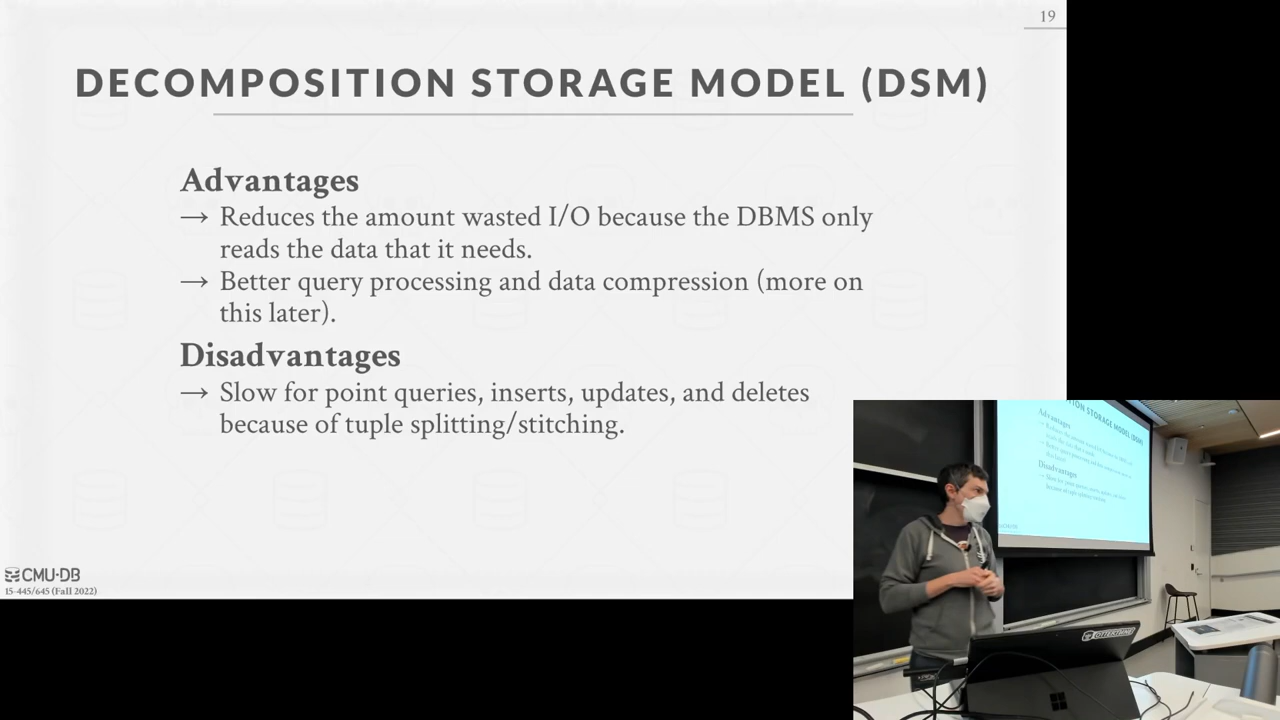 19
DECOMPOSITION STORAGE MODEL (DSM)
Advantages
→ Reduces the amount wasted I/O because the DBMS only
reads the data that it needs.
→ Better query processing and data compression (more on
this later).
Disadvantages
→ Slow for point queries, inserts, updates, and deletes
because of tuple splitting/stitching.
CMU·DB
15-445/645 (Fall 2022)
Advantages
Disadvantages